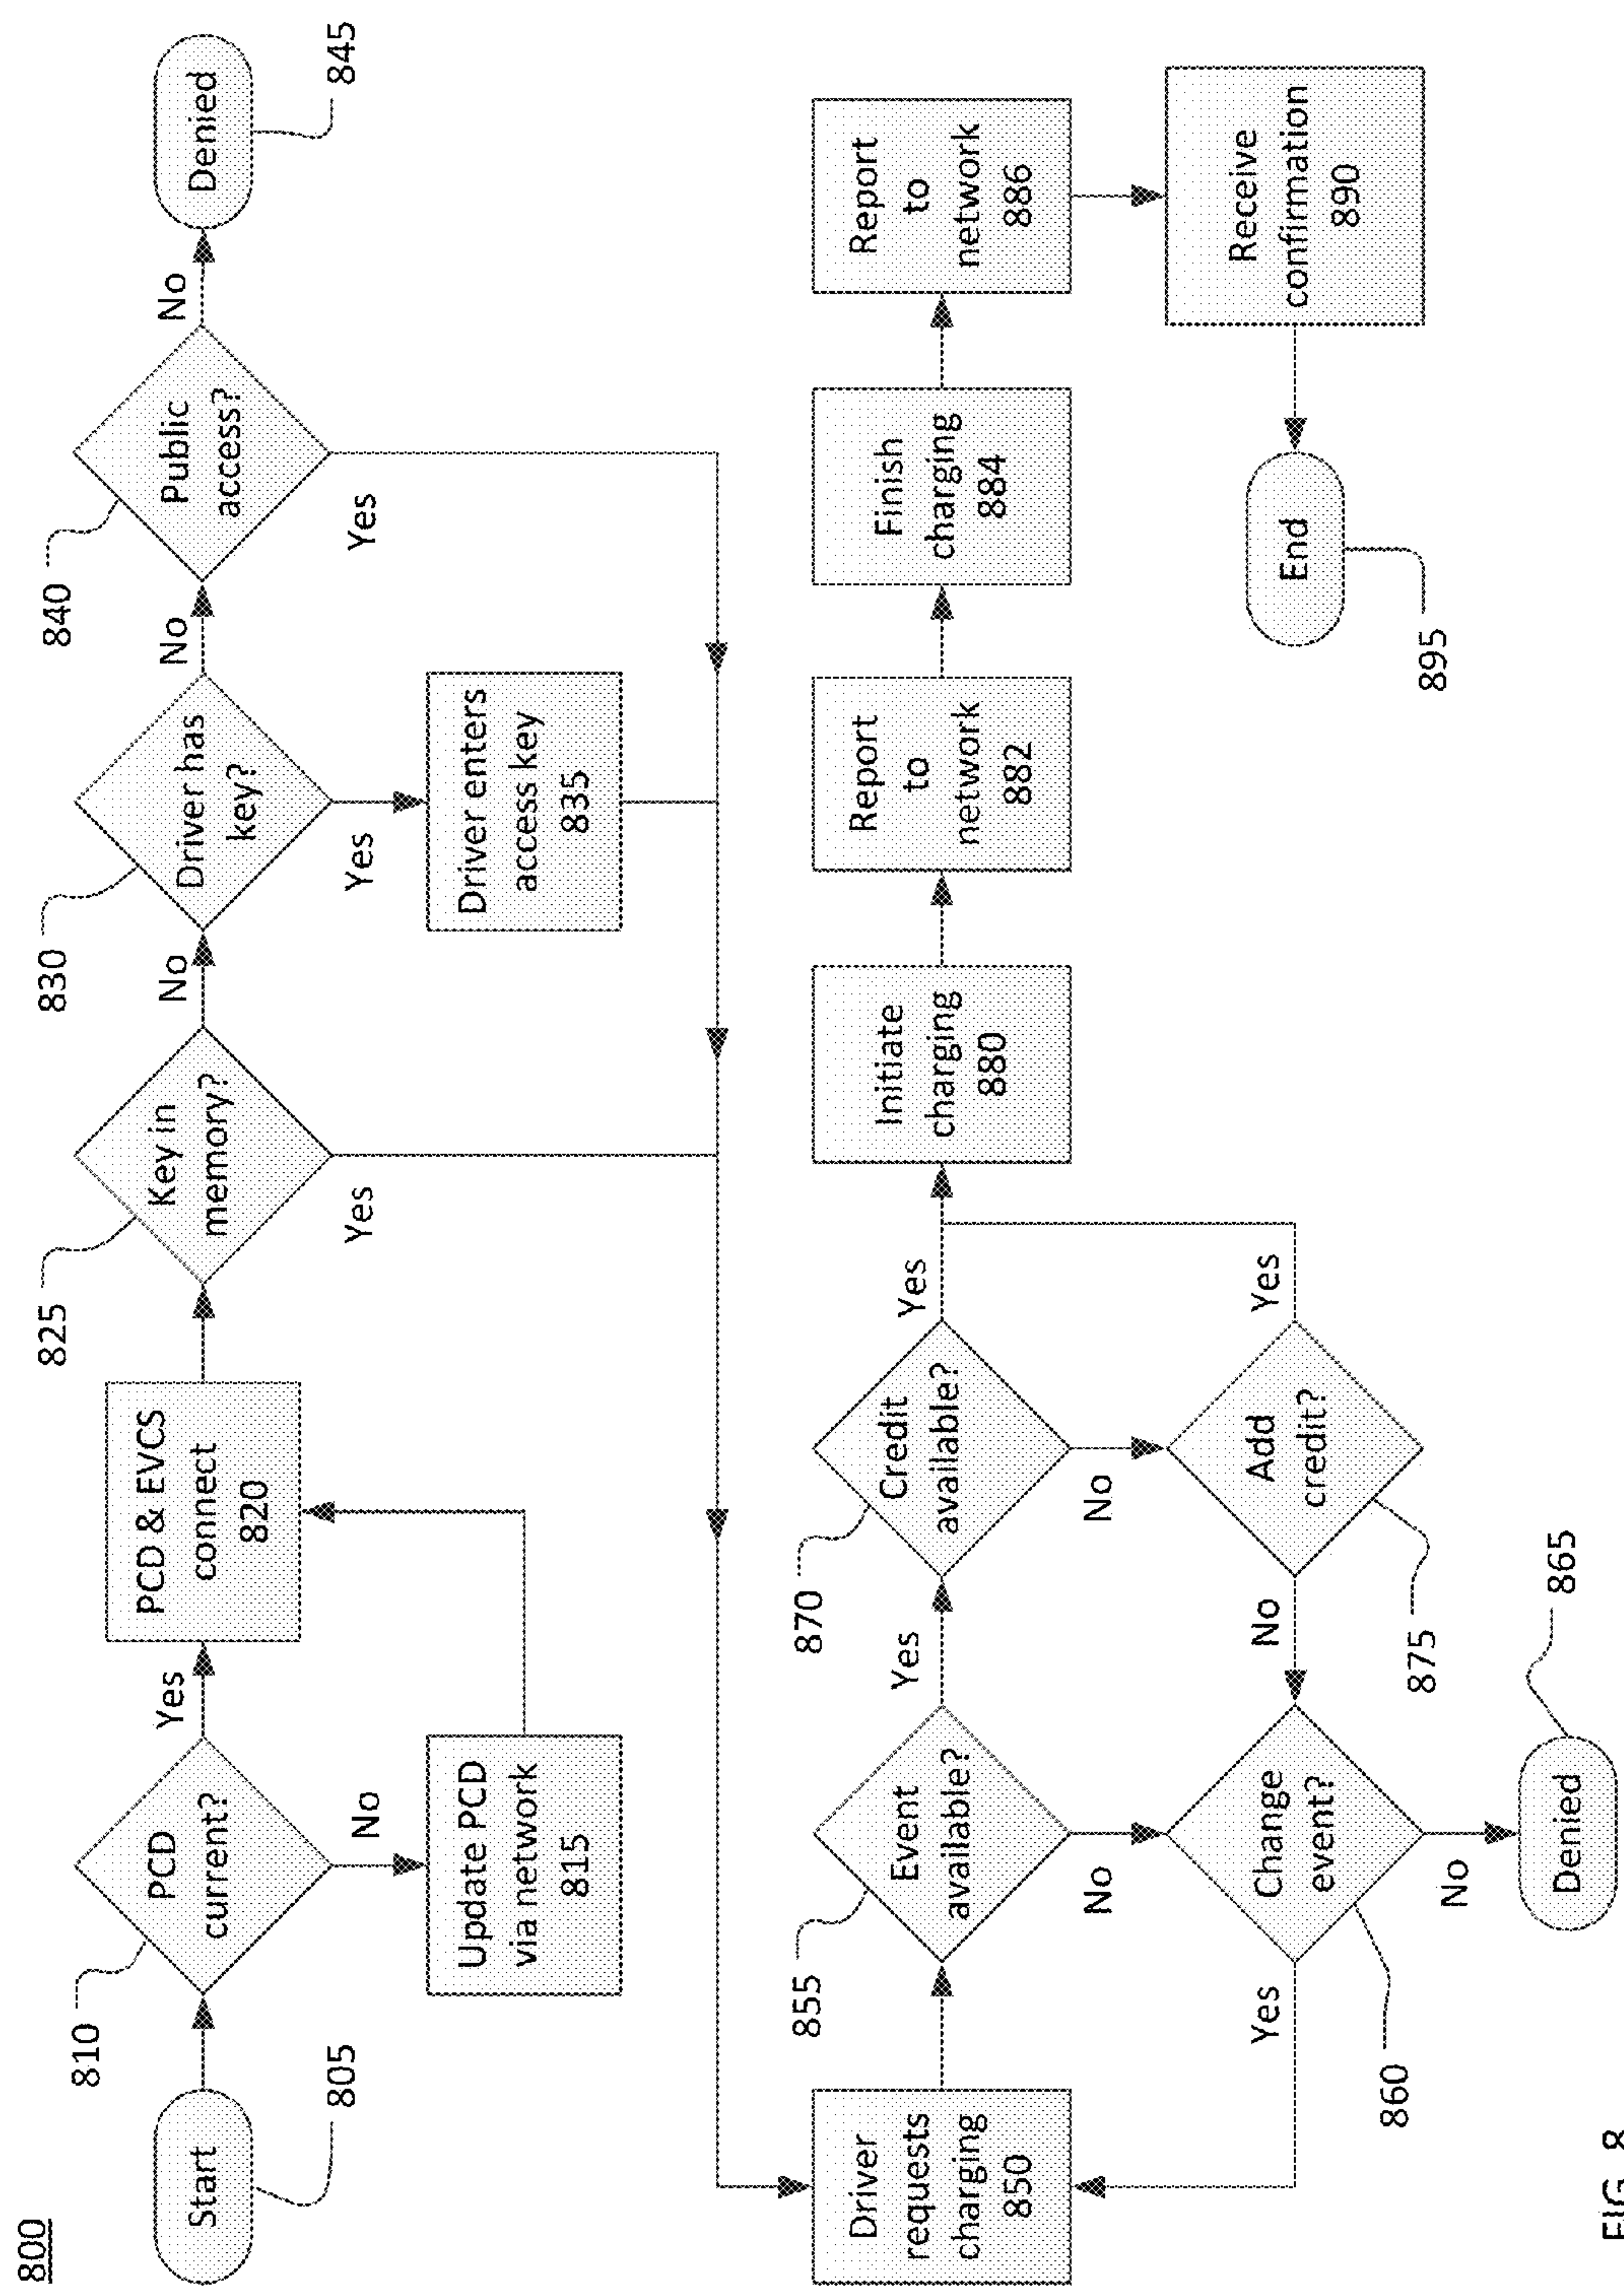 800
Start
805
810
PCD
current?
Yes
No
Update PCD
via network
815
PCD & EVCS
connect
820
825
Key in
memory?
No
Yes
830
Driver has
key?
No
Yes
Driver enters
access key
835
840
Public
access?
No
Yes
Denied
845
Driver
requests
charging
850
855
Event
available?
Yes
No
Change
event?
Yes
860
No
Denied
865
870
Credit
available?
Yes
No
Add
credit?
Yes
No
875
Initiate
charging
880
Report
to
network
882
Finish
charging
884
Report
to
network
886
Receive
confirmation
890
End
895
FIG. 8